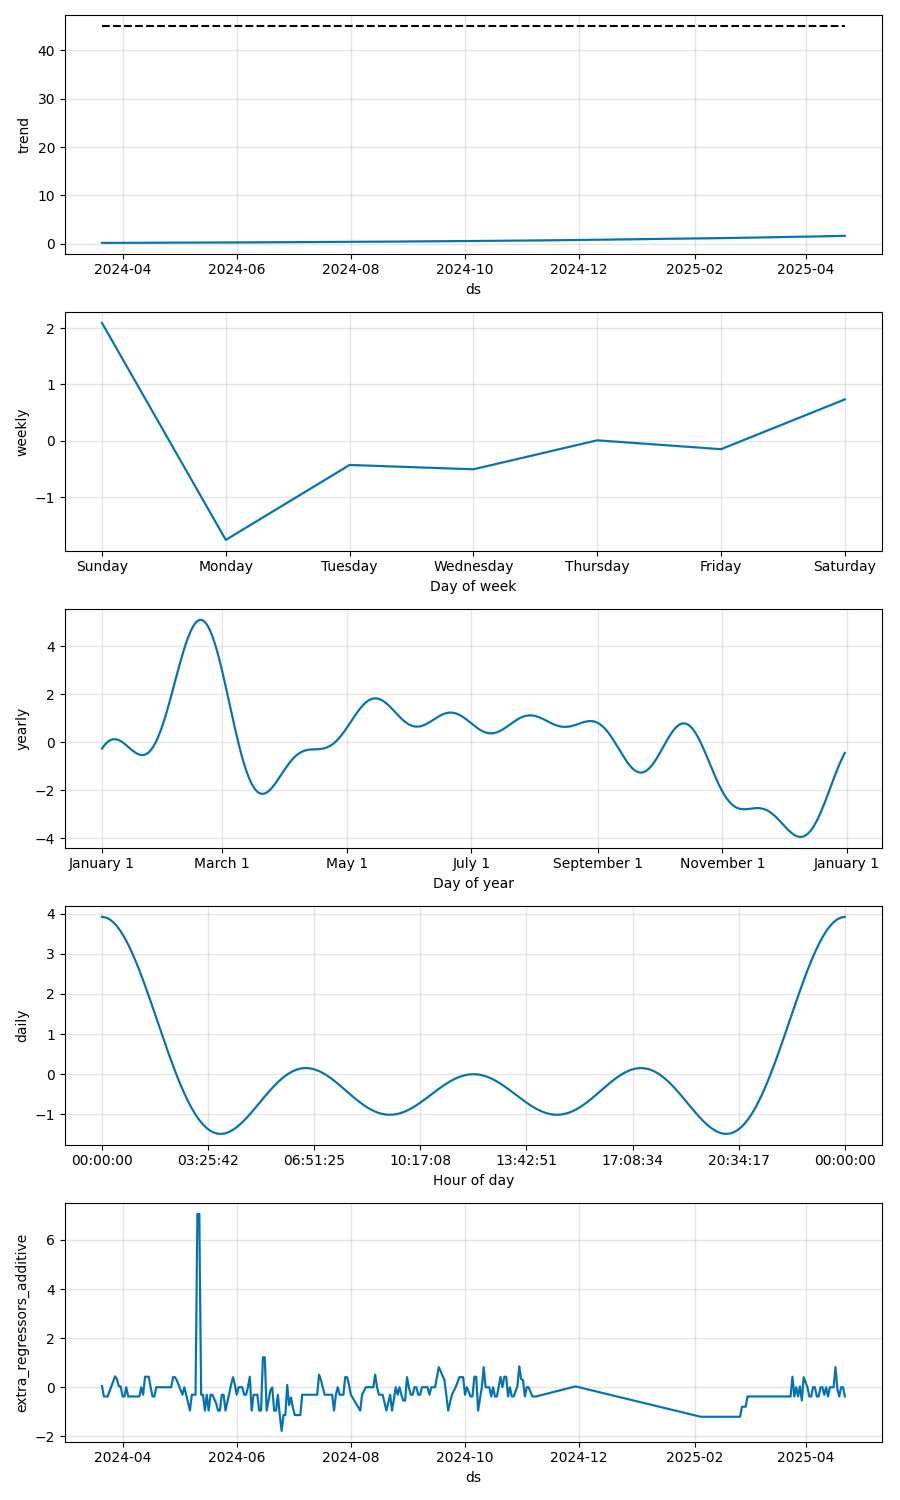 trend
40
30
20
10
0
2024-04 2024-06 2024-08 2024-10 2024-12 2025-02 2025-04
ds
weekly
2
1
0
−1
Sunday Monday Tuesday Wednesday Thursday Friday Saturday
Day of week
yearly
4
2
0
−2
−4
January 1 March 1 May 1 July 1 September 1 November 1 January 1
Day of year
daily
4
3
2
1
0
−1
00:00:00 03:25:42 06:51:25 10:17:08 13:42:51 17:08:34 20:34:17 00:00:00
Hour of day
extra_regressors_additive
6
4
2
0
−2
2024-04 2024-06 2024-08 2024-10 2024-12 2025-02 2025-04
ds